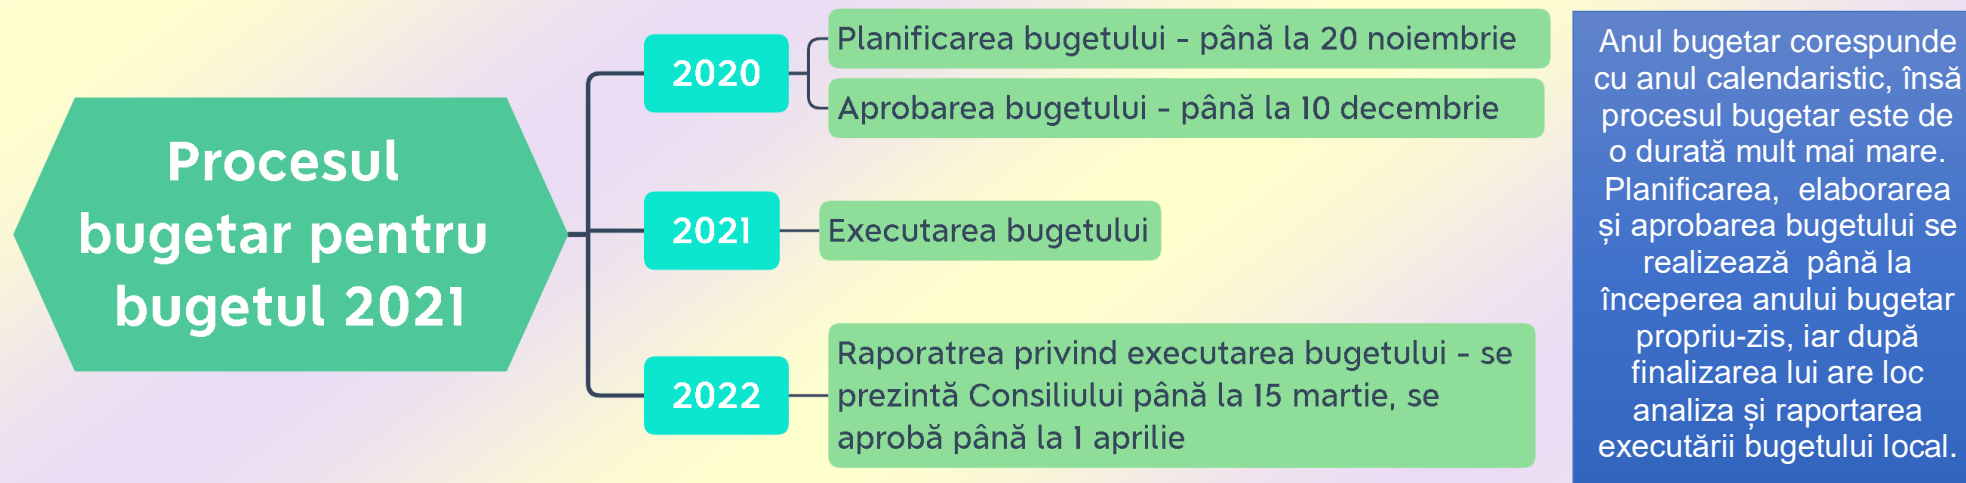 Procesul
bugetar pentru
bugetul 2021
2020
Planificarea bugetului - până la 20 noiembrie
Aprobarea bugetului - până la 10 decembrie
2021
Executarea bugetului
2022
Raporatrea privind executarea bugetului - se
prezintă Consiliului până la 15 martie, se
aprobă până la 1 aprilie
Anul bugetar corespunde
cu anul calendaristic, însă
procesul bugetar este de
o durată mult mai mare.
Planificarea, elaborarea
și aprobarea bugetului se
realizează până la
începerea anului bugetar
propriu-zis, iar după
finalizarea lui are loc
analiza și raportarea
executării bugetului local.